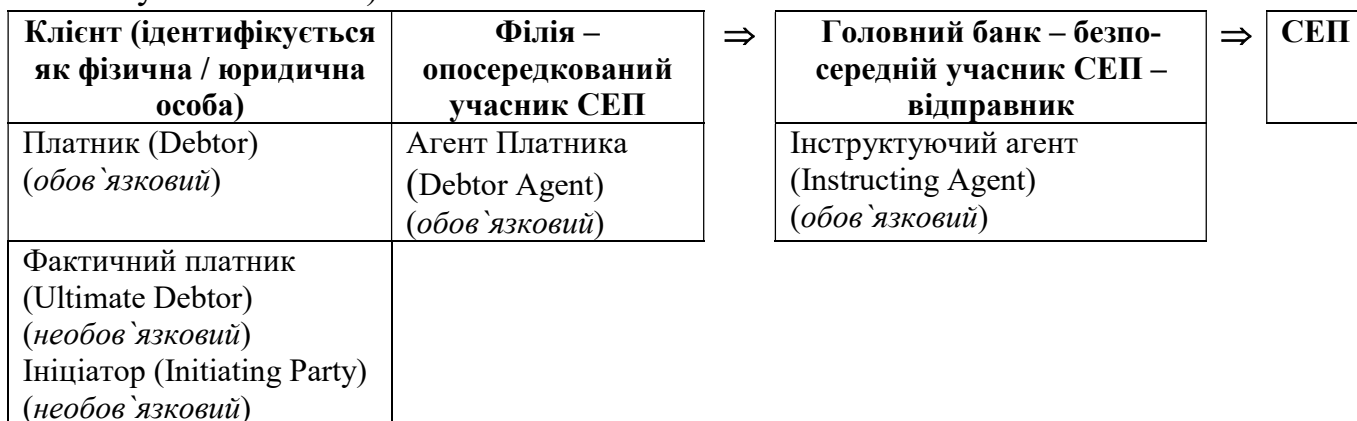 Клієнт (ідентифікується
як фізична / юридична
особа)
Філія –
опосередкований
учасник СЕП
⇒
Головний банк – безпо-
середній учасник СЕП –
відправник
⇒
СЕП
Платник (Debtor)
(обов`язковий)
Агент Платника
(Debtor Agent)
(обов`язковий)
Інструктуючий агент
(Instructing Agent)
(обов`язковий)
Фактичний платник
(Ultimate Debtor)
(необов`язковий)
Ініціатор (Initiating Party)
(необов`язковий)